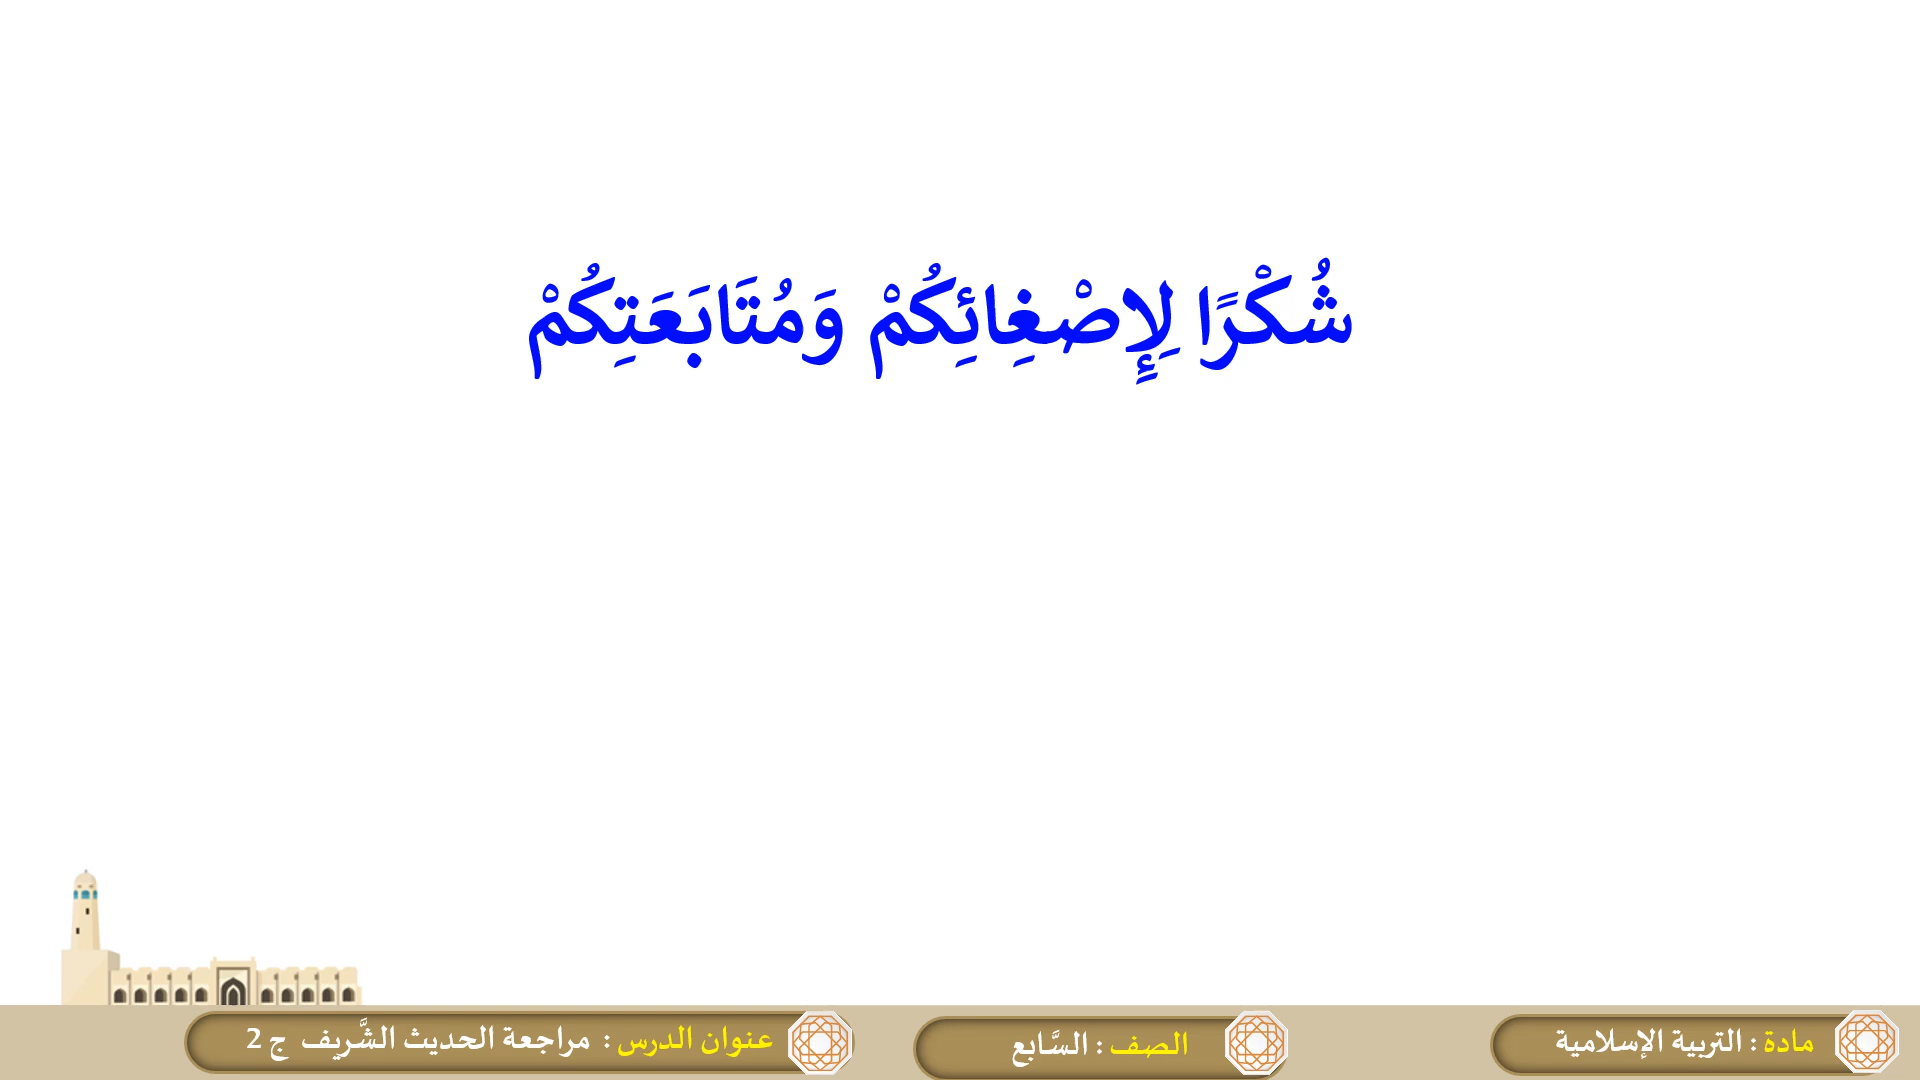 شُكْرًا لِإِصْغِائِكُمْ وَمُتَابَعَتِكُمْ
مادة : التربية الإسلامية
الصف : السَّابع
عنوان الدرس : مراجعة الحديث الشَّريف ج 2